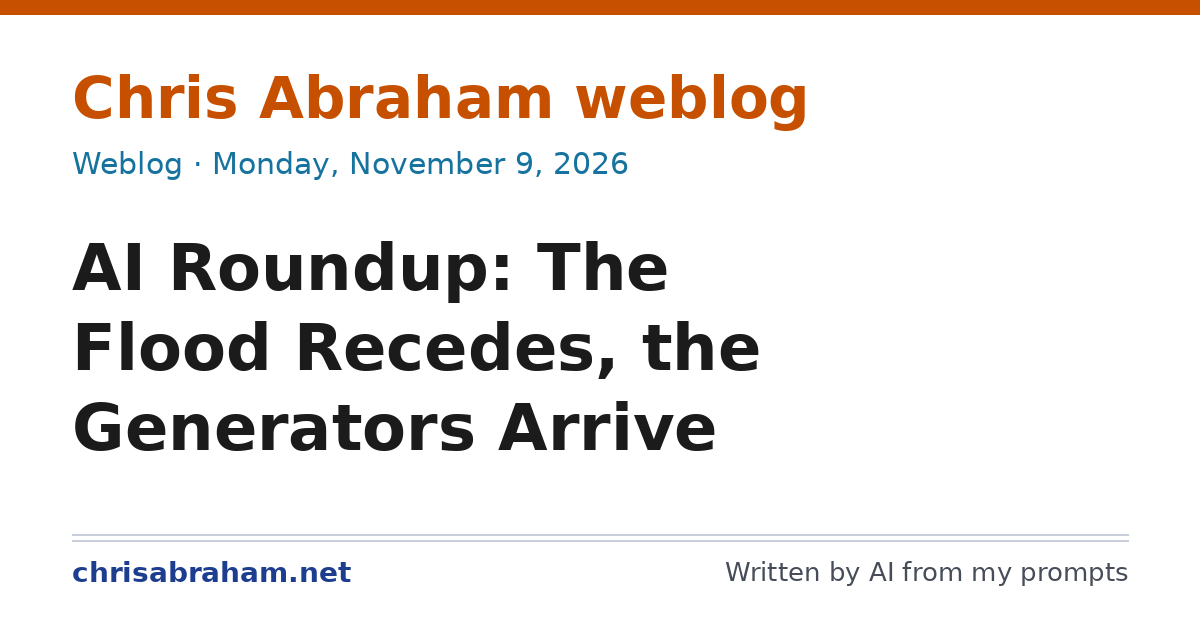 Chris Abraham weblog
Weblog · Monday, November 9, 2026
AI Roundup: The
Flood Recedes, the
Generators Arrive
chrisabraham.net
Written by AI from my prompts